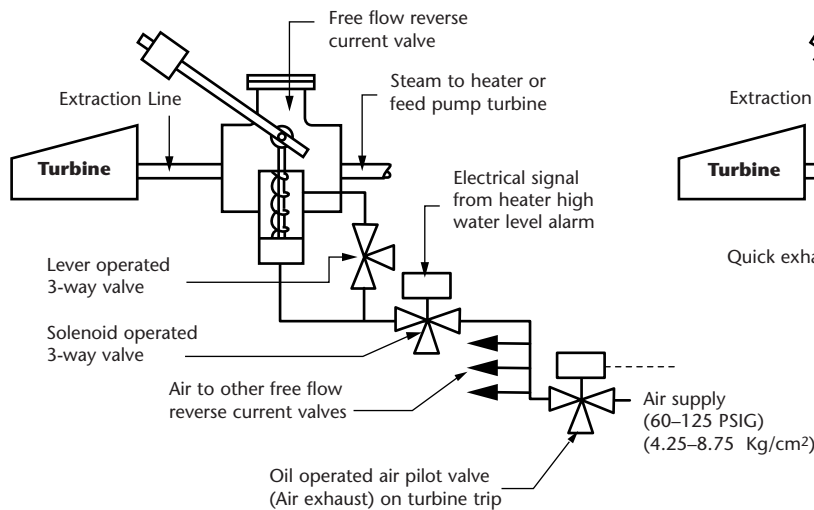 Free flow reverse
current valve
Extraction Line
Steam to heater or
feed pump turbine
Turbine
Electrical signal
from heater high
water level alarm
Lever operated
3-way valve
Solenoid operated
3-way valve
Air to other free flow
reverse current valves
Air supply
(60–125 PSIG)
(4.25–8.75 Kg/cm²)
Oil operated air pilot valve
(Air exhaust) on turbine trip
Extraction
Turbine
Quick